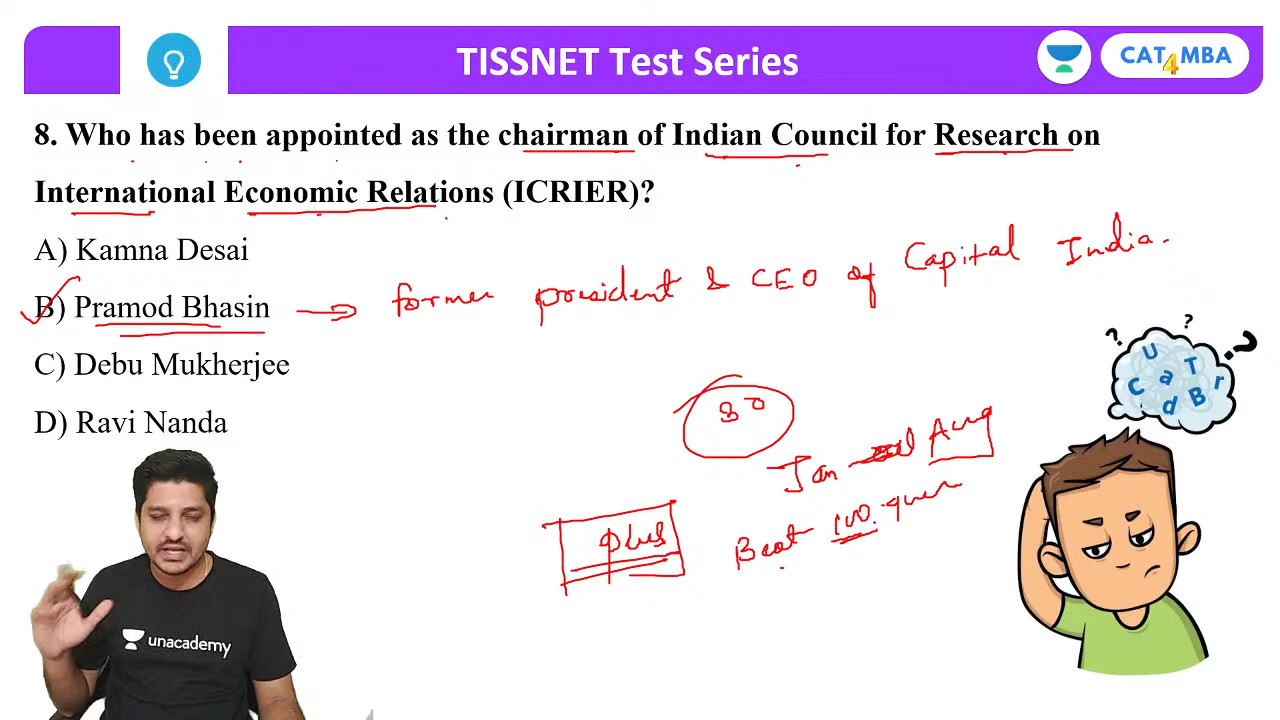 TISSNET Test Series
CAT4MBA
8. Who has been appointed as the chairman of Indian Council for Research on
International Economic Relations (ICRIER)?
A) Kamna Desai
B) Pramod Bhasin
former president & CEO of Capital India.
C) Debu Mukherjee
D) Ravi Nanda
? ? ?
U T r
C a B
d
30
Jan Aug
Best 100 ques
plus
unacademy